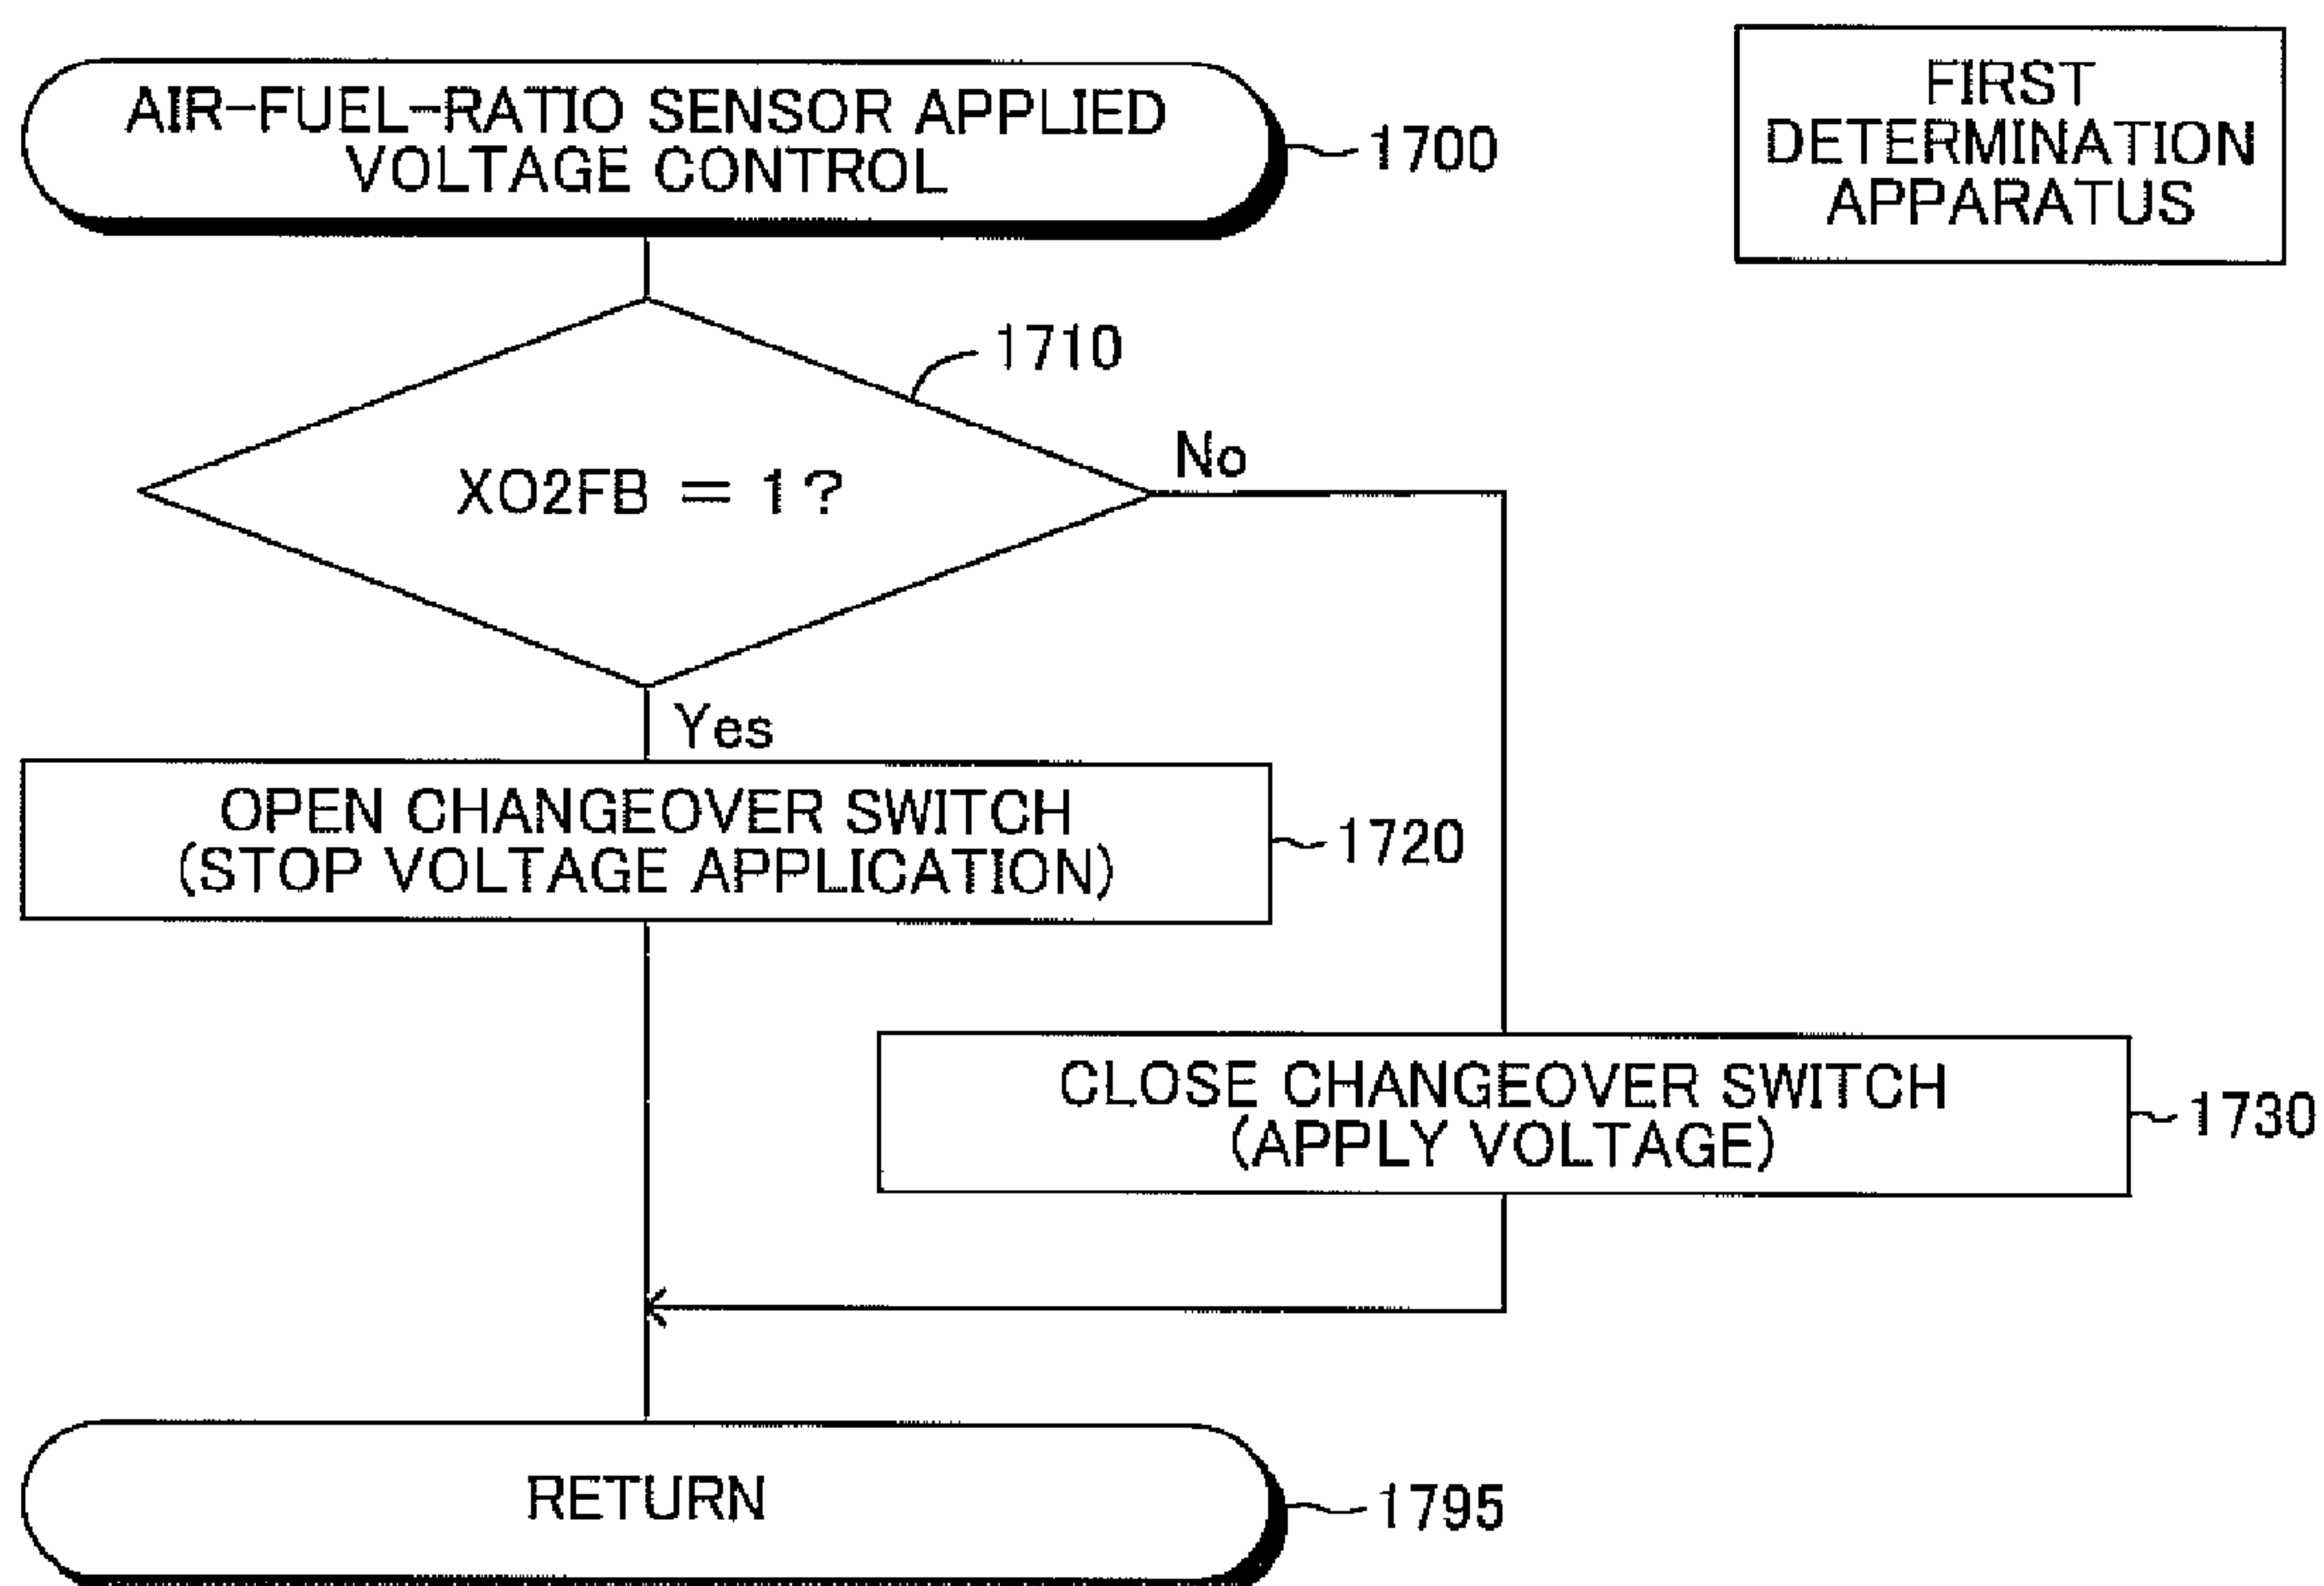 AIR-FUEL-RATIO SENSOR APPLIED
VOLTAGE CONTROL
1700
FIRST
DETERMINATION
APPARATUS
1710
XO2FB = 1?
No
Yes
OPEN CHANGEOVER SWITCH
(STOP VOLTAGE APPLICATION)
1720
CLOSE CHANGEOVER SWITCH
(APPLY VOLTAGE)
1730
RETURN
1795